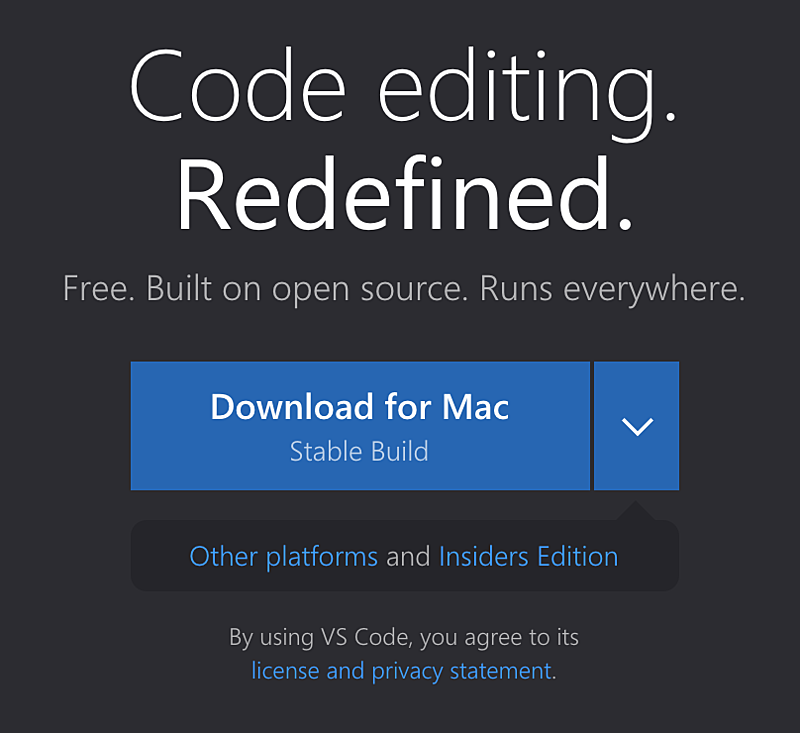 Code editing.
Redefined.
Free. Built on open source. Runs everywhere.
Download for Mac
Stable Build
Other platforms and Insiders Edition
By using VS Code, you agree to its
license and privacy statement.